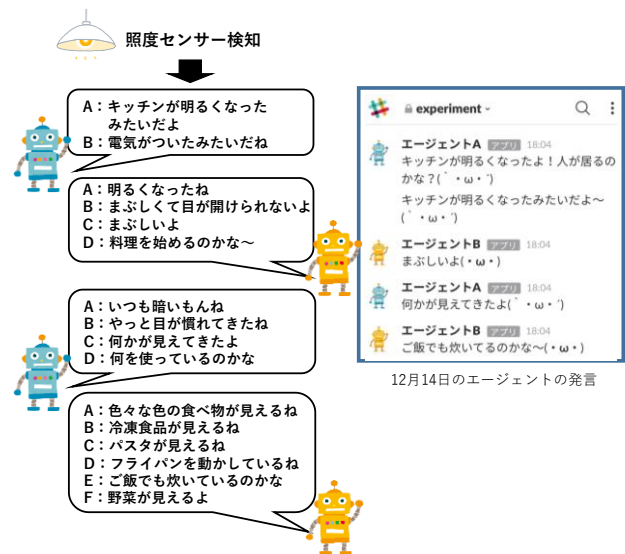 照度センサー検知
A：キッチンが明るくなった
みたいだよ
B：電気がついたみたいだね
A：明るくなったね
B：まぶしくて目が開けられないよ
C：まぶしいよ
D：料理を始めるのかな～
A：いつも暗いもんね
B：やっと目が慣れてきたね
C：何かが見えてきたよ
D：何を使っているのかな
A：色々な色の食べ物が見えるね
B：冷凍食品が見えるね
C：パスタが見えるね
D：フライパンを動かしているね
E：ご飯でも炊いているのかな
F：野菜が見えるよ
experiment
エージェントA アプリ 18:04
キッチンが明るくなったよ！人が居るの
かな？(｀・ω・´)
キッチンが明るくなったみたいだよ～
(｀・ω・´)
エージェントB アプリ 18:04
まぶしいよ(・ω・)
エージェントA アプリ 18:04
何かが見えてきたよ(｀・ω・´)
エージェントB アプリ 18:04
ご飯でも炊いてるのかな～(・ω・)
12月14日のエージェントの発言